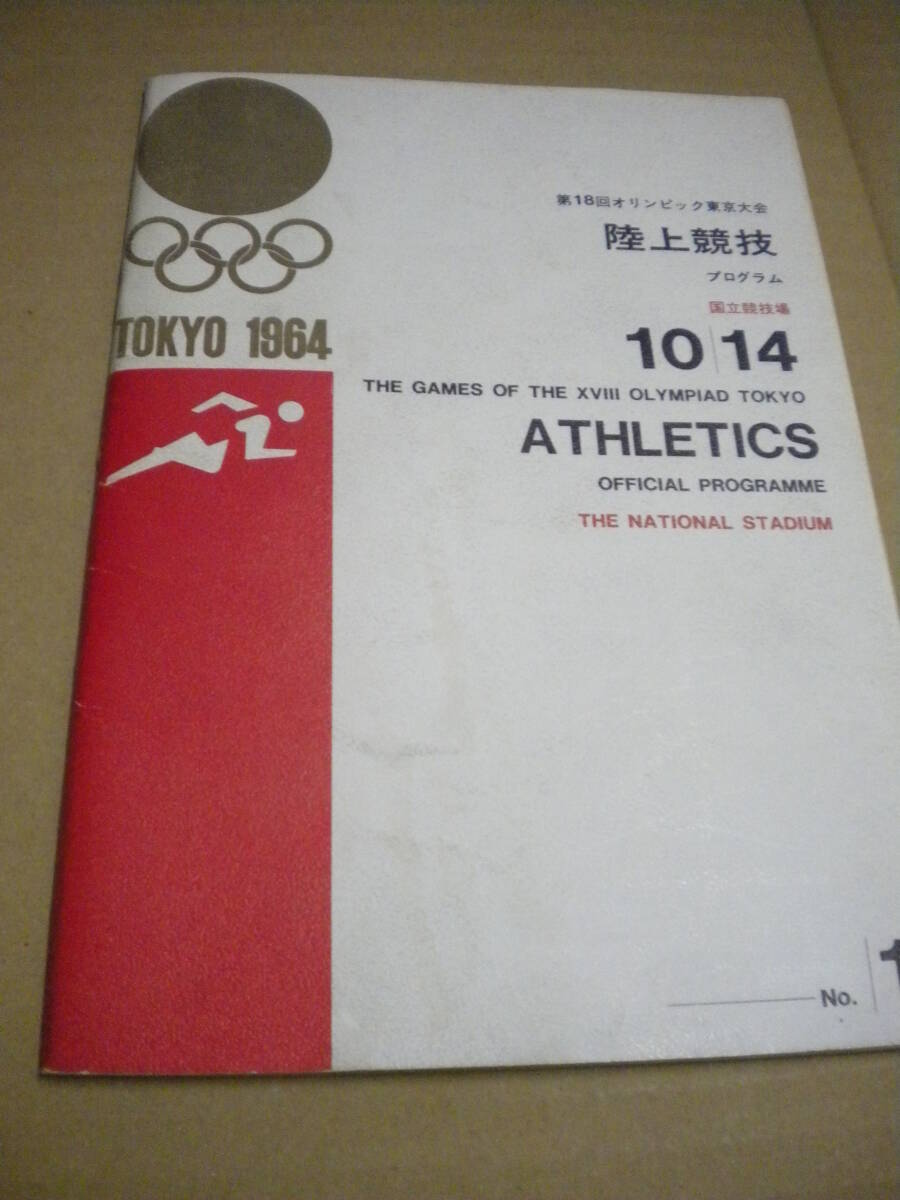 TOKYO 1964
第18回オリンピック東京大会
陸上競技
プログラム
国立競技場
10|14
THE GAMES OF THE XVIII OLYMPIAD TOKYO
ATHLETICS
OFFICIAL PROGRAMME
THE NATIONAL STADIUM
No.